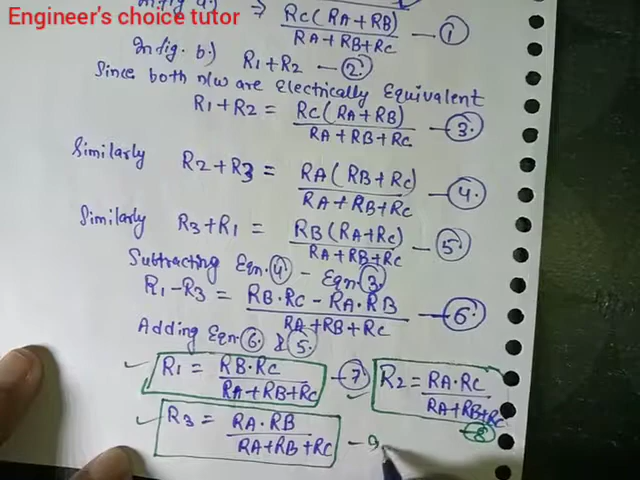 Engineer's choice tutor
In fig. a.) ⇒ RC(RA+RB) / RA+RB+RC — ①
In fig. b) R1+R2 — ②
Since both n/w are Electrically Equivalent
R1+R2 = RC(RA+RB) / RA+RB+RC — ③.
Similarly R2+R3 = RA(RB+RC) / RA+RB+RC — ④.
Similarly R3+R1 = RB(RA+RC) / RA+RB+RC — ⑤
Subtracting Eqn.④ - Eqn③.
R1-R3 = RB.RC - RA.RB / RA+RB+RC — ⑥.
Adding Eqn⑥. & ⑤.
R1 = RB.RC / RA+RB+RC — ⑦ R2 = RA.RC / RA+RB+RC — ⑧
R3 = RA.RB / RA+RB+RC — 9